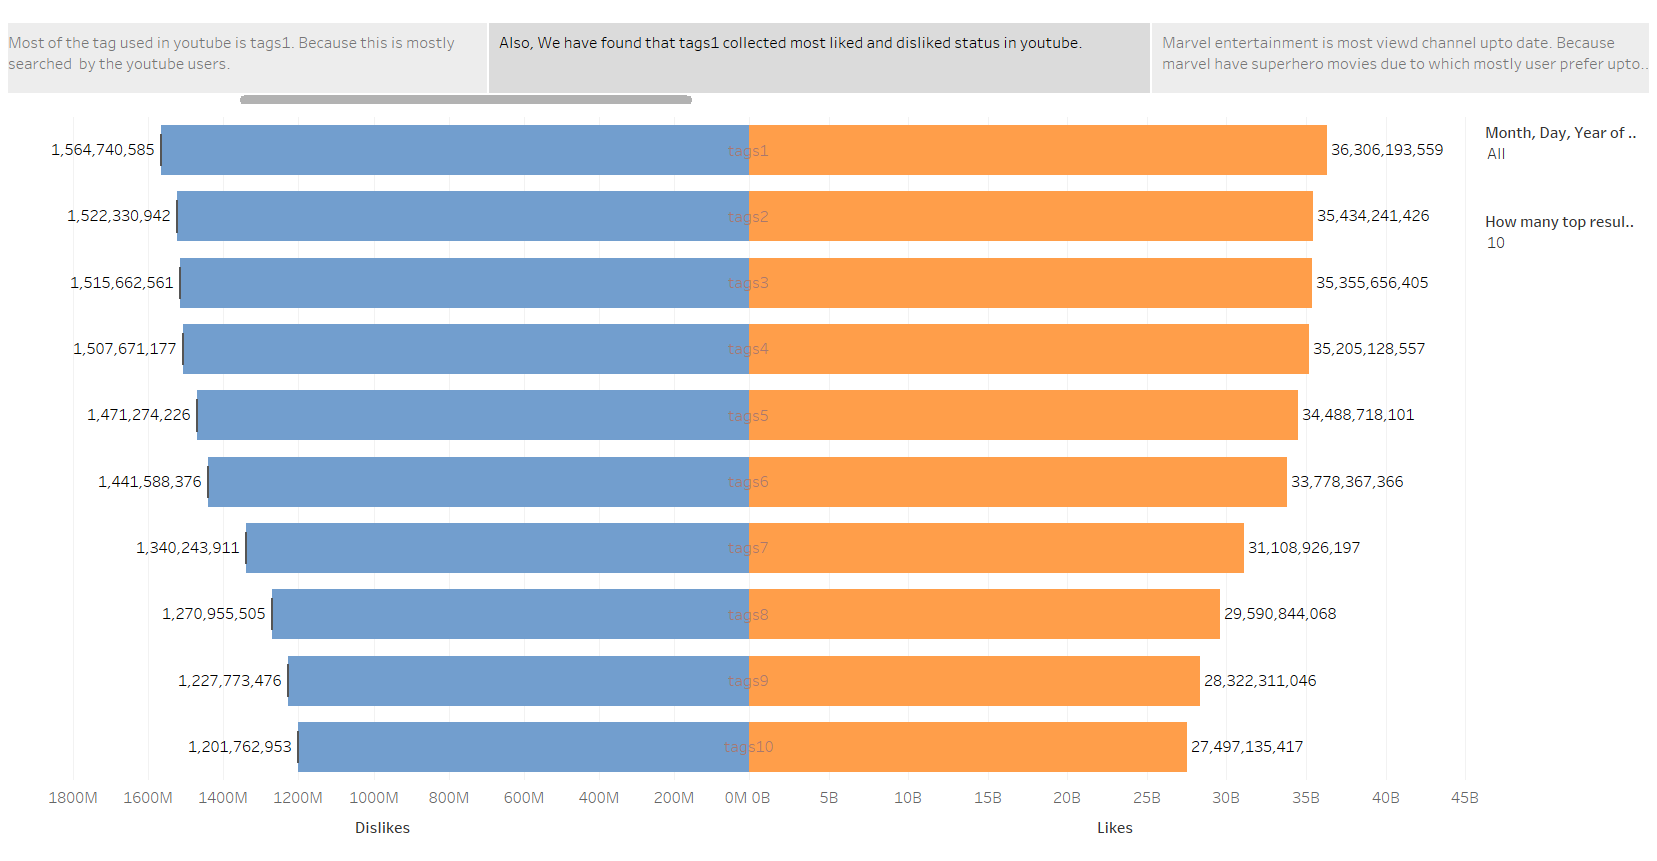 Most of the tag used in youtube is tags1. Because this is mostly
searched by the youtube users.
Also, We have found that tags1 collected most liked and disliked status in youtube.
Marvel entertainment is most viewd channel upto date. Because
marvel have superhero movies due to which mostly user prefer upto..
1,564,740,585 tags1 36,306,193,559
1,522,330,942 tags2 35,434,241,426
1,515,662,561 tags3 35,355,656,405
1,507,671,177 tags4 35,205,128,557
1,471,274,226 tags5 34,488,718,101
1,441,588,376 tags6 33,778,367,366
1,340,243,911 tags7 31,108,926,197
1,270,955,505 tags8 29,590,844,068
1,227,773,476 tags9 28,322,311,046
1,201,762,953 tags10 27,497,135,417
1800M 1600M 1400M 1200M 1000M 800M 600M 400M 200M 0M 0B 5B 10B 15B 20B 25B 30B 35B 40B 45B
Dislikes Likes
Month, Day, Year of ..
All
How many top resul..
10